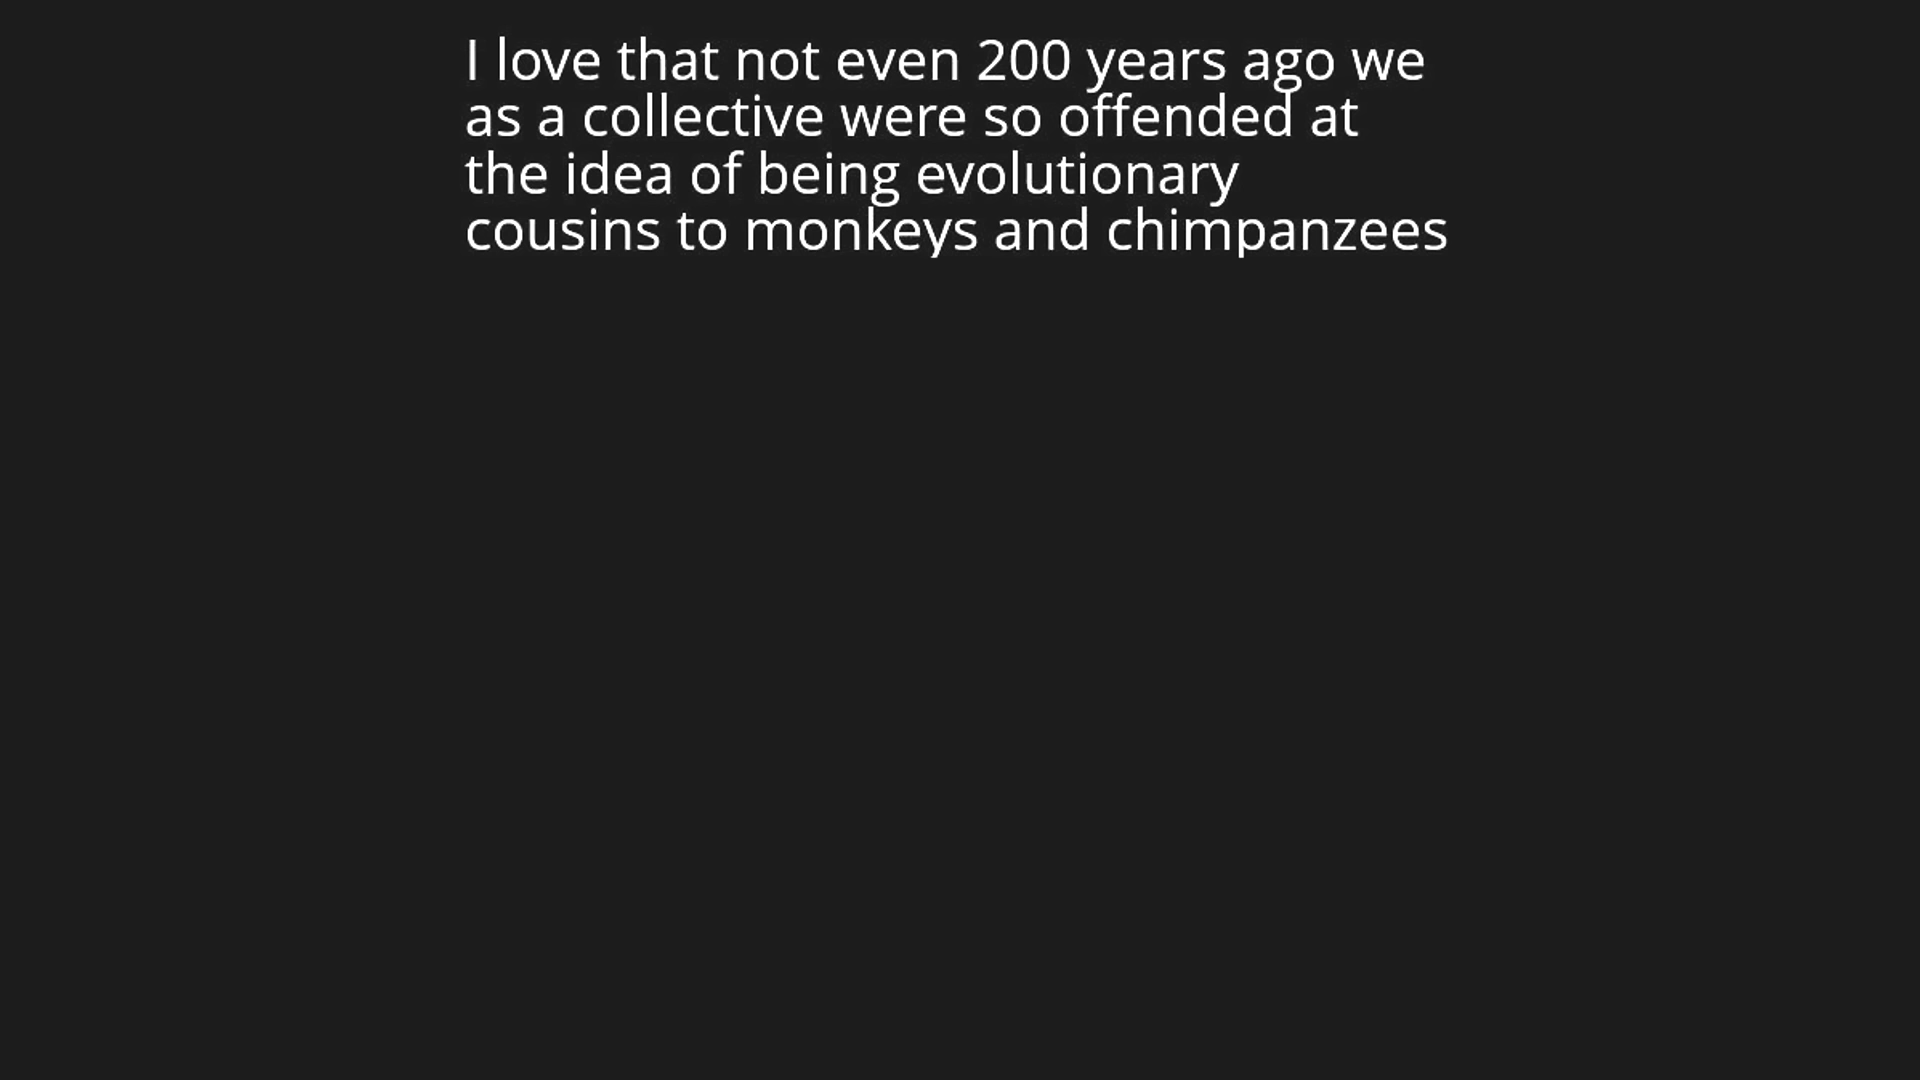 I love that not even 200 years ago we
as a collective were so offended at
the idea of being evolutionary
cousins to monkeys and chimpanzees